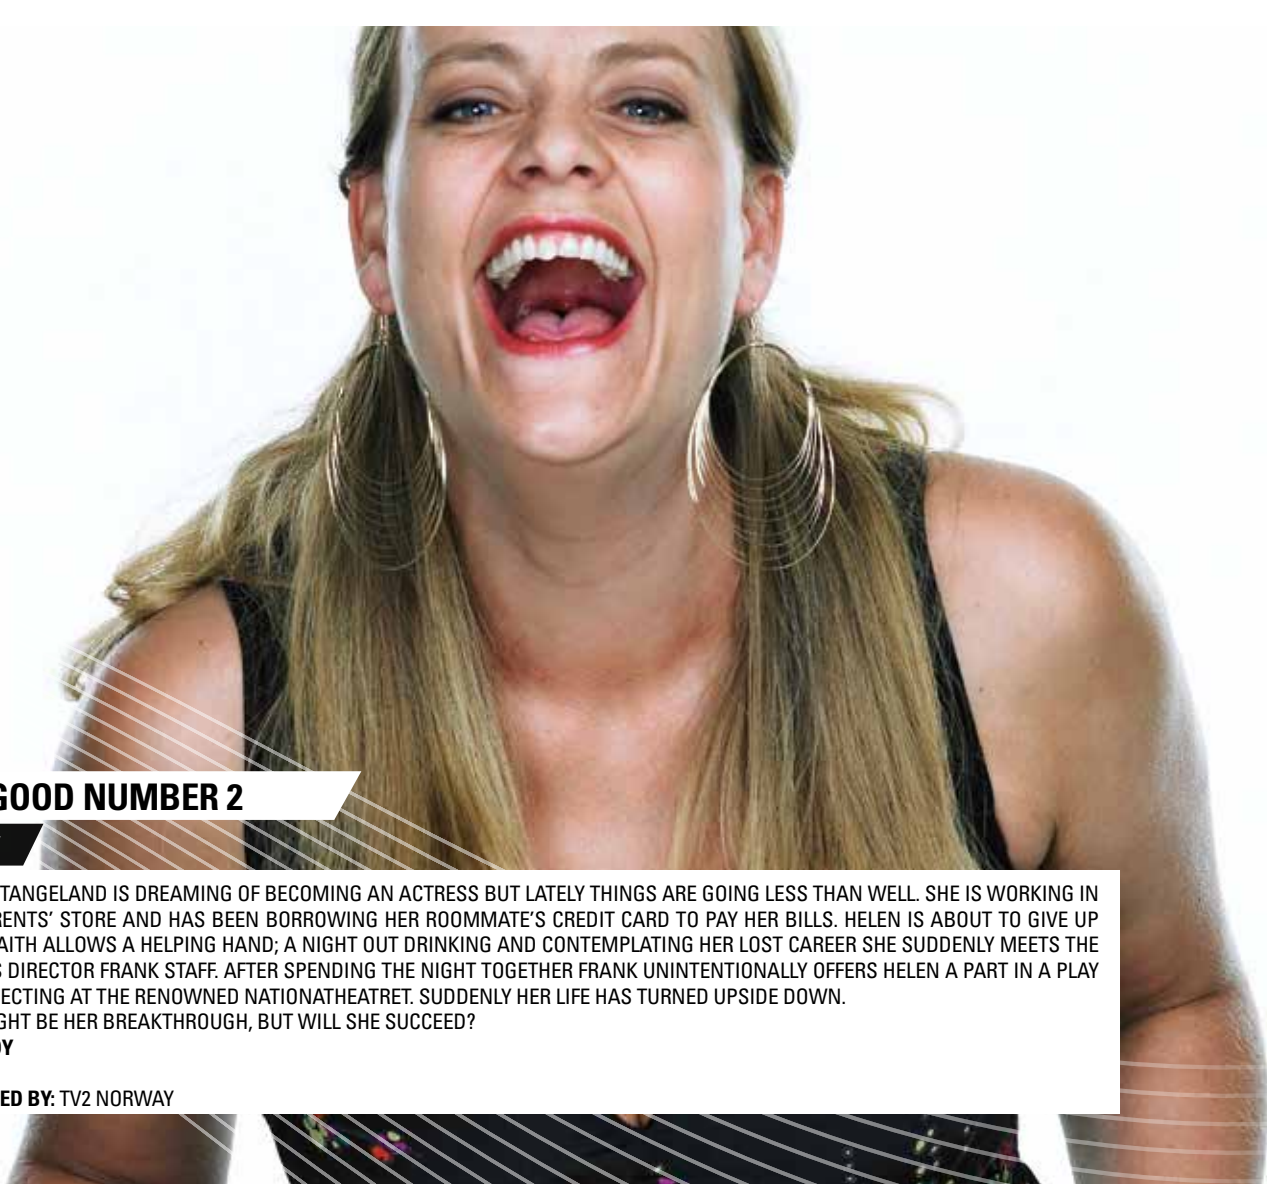 GOOD NUMBER 2
TANGELAND IS DREAMING OF BECOMING AN ACTRESS BUT LATELY THINGS ARE GOING LESS THAN WELL. SHE IS WORKING IN
RENTS’ STORE AND HAS BEEN BORROWING HER ROOMMATE’S CREDIT CARD TO PAY HER BILLS. HELEN IS ABOUT TO GIVE UP
AITH ALLOWS A HELPING HAND; A NIGHT OUT DRINKING AND CONTEMPLATING HER LOST CAREER SHE SUDDENLY MEETS THE
S DIRECTOR FRANK STAFF. AFTER SPENDING THE NIGHT TOGETHER FRANK UNINTENTIONALLY OFFERS HELEN A PART IN A PLAY
ECTING AT THE RENOWNED NATIONATHEATRET. SUDDENLY HER LIFE HAS TURNED UPSIDE DOWN.
GHT BE HER BREAKTHROUGH, BUT WILL SHE SUCCEED?
DY
ED BY: TV2 NORWAY